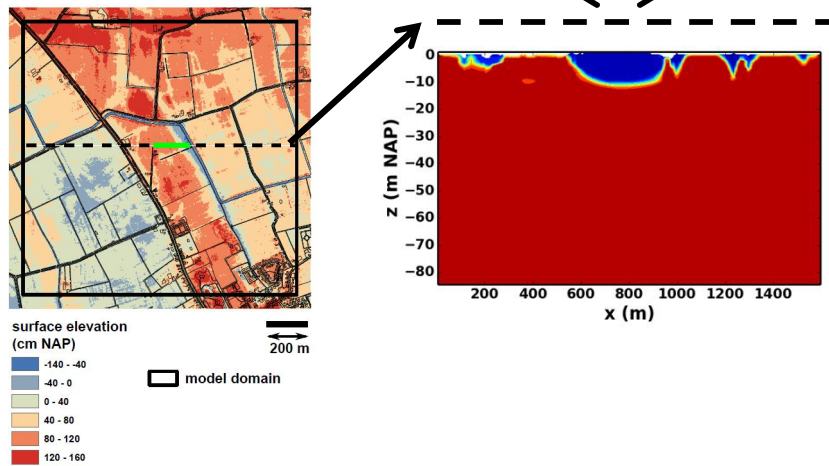 0
−10
−20
−30
−40
−50
−60
−70
−80
z (m NAP)
200 400 600 800 1000 1200 1400
x (m)
surface elevation
(cm NAP)
-140 - -40
-40 - 0
0 - 40
40 - 80
80 - 120
120 - 160
200 m
model domain